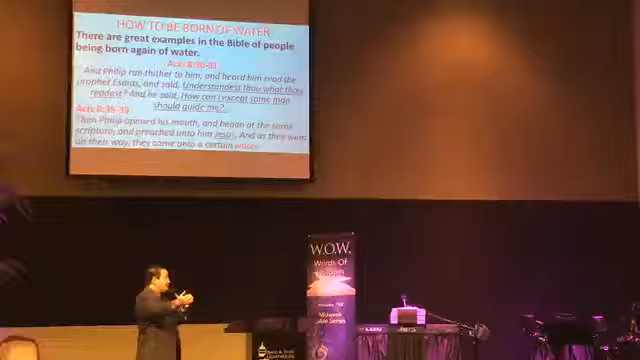 HOW TO BE BORN OF WATER
There are great examples in the Bible of people
being born again of water.
Acts 8:30-31
And Philip ran thither to him, and heard him read the
prophet Esaias, and said, Understandest thou what thou
readest? And he said, How can I, except some man
should guide me?
Acts 8:35-39
Then Philip opened his mouth, and began at the same
scripture, and preached unto him Jesus. And as they went
on their way, they came unto a certain water
W.O.W.
Words Of
Wisdom
Midweek
Bible Series
LIGHTHOUSE